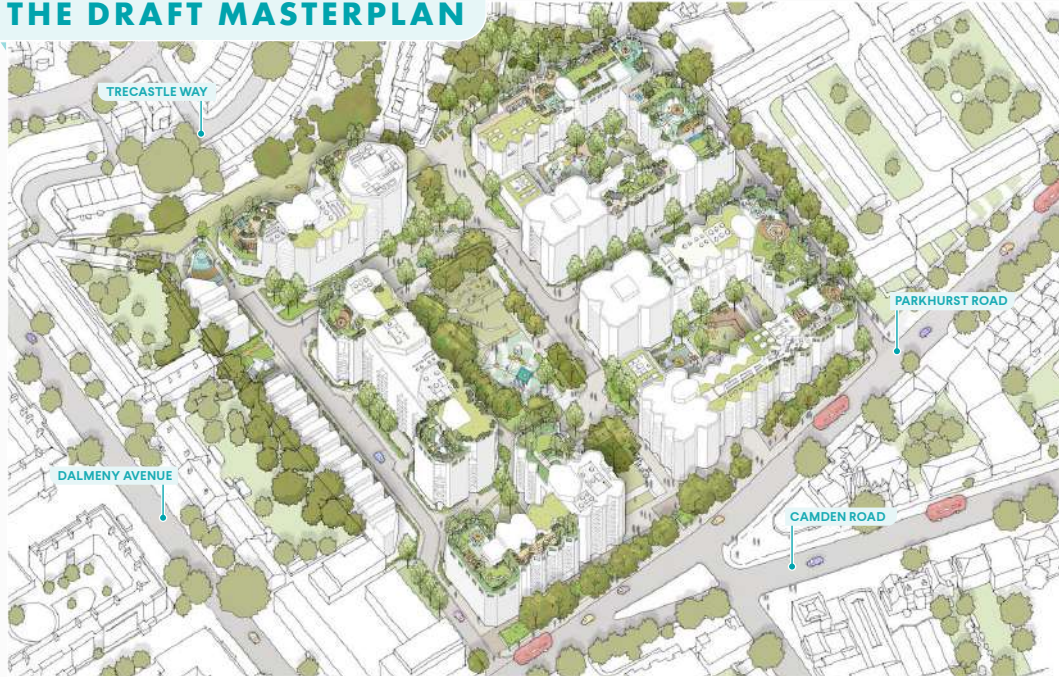 THE DRAFT MASTERPLAN
TRECASTLE WAY
PARKHURST ROAD
DALMENY AVENUE
CAMDEN ROAD